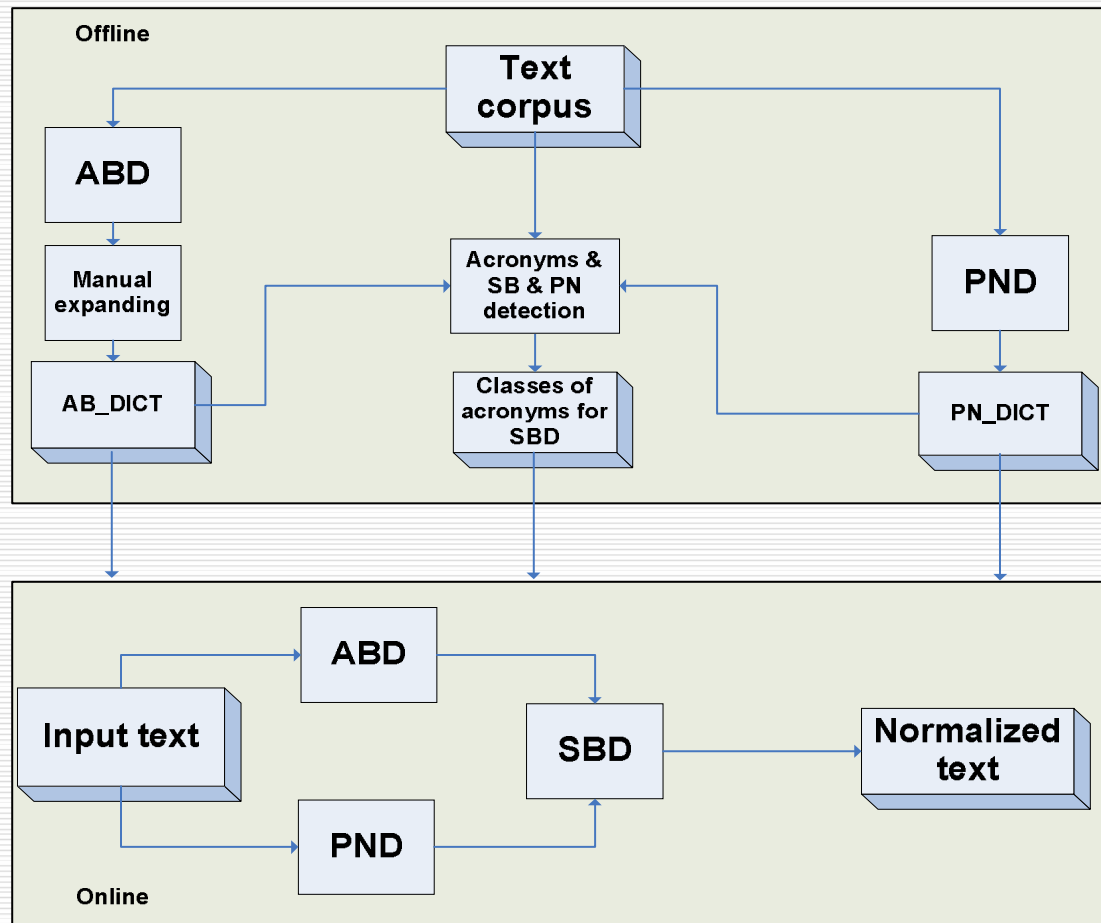 Offline
Text
corpus
ABD
Manual
expanding
AB_DICT
Acronyms &
SB & PN
detection
Classes of
acronyms for
SBD
PND
PN_DICT
Input text
ABD
PND
SBD
Normalized
text
Online